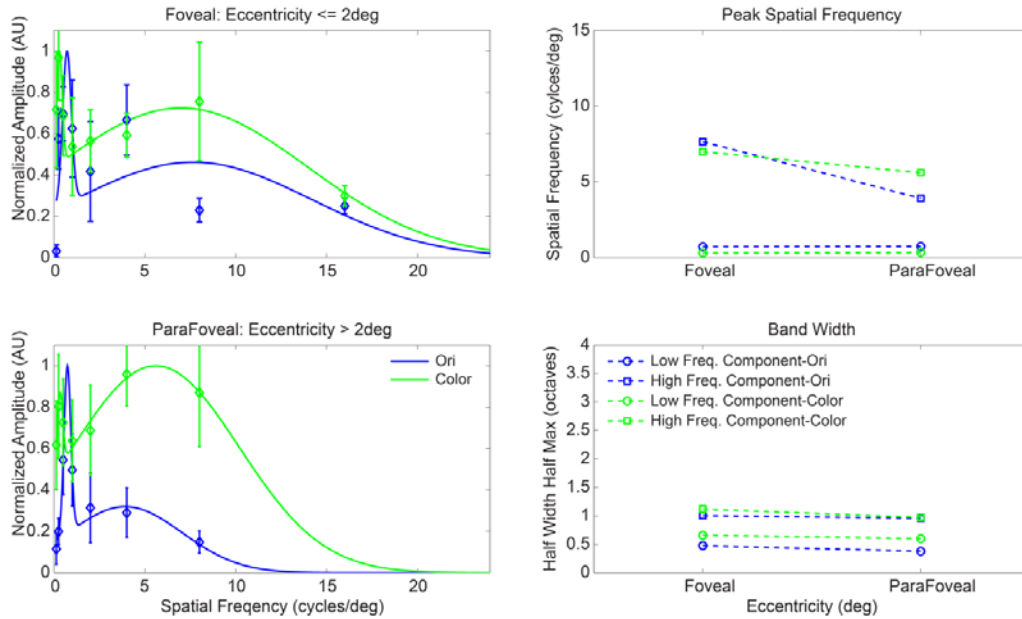 Foveal: Eccentricity <= 2deg
Normalized Amplitude (AU)
1
0.8
0.6
0.4
0.2
0
0 5 10 15 20
Peak Spatial Frequency
Spatial Frequency (cylces/deg)
15
10
5
0
Foveal ParaFoveal
ParaFoveal: Eccentricity > 2deg
Normalized Amplitude (AU)
1
0.8
0.6
0.4
0.2
0
Ori
Color
0 5 10 15 20
Spatial Freqency (cycles/deg)
Band Width
Half Width Half Max (octaves)
4
3.5
3
2.5
2
1.5
1
0.5
0
Low Freq. Component-Ori
High Freq. Component-Ori
Low Freq. Component-Color
High Freq. Component-Color
Foveal ParaFoveal
Eccentricity (deg)